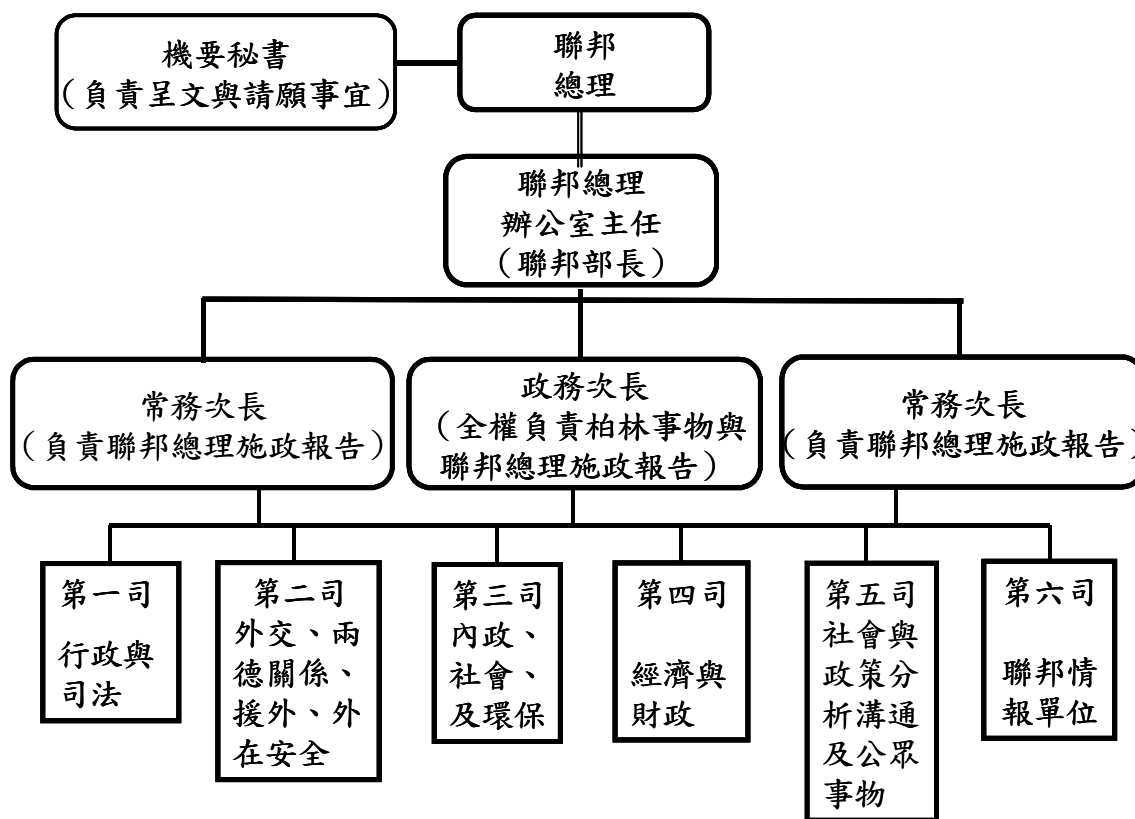 機要秘書
（負責呈文與請願事宜）
聯邦
總理
聯邦總理
辦公室主任
（聯邦部長）
常務次長
（負責聯邦總理施政報告）
政務次長
（全權負責柏林事物與
聯邦總理施政報告）
常務次長
（負責聯邦總理施政報告）
第一司
行政與
司法
第二司
外交、兩
德關係、
援外、外
在安全
第三司
內政、
社會、
及環保
第四司
經濟與
財政
第五司
社會與
政策分
析溝通
及公眾
事物
第六司
聯邦情
報單位